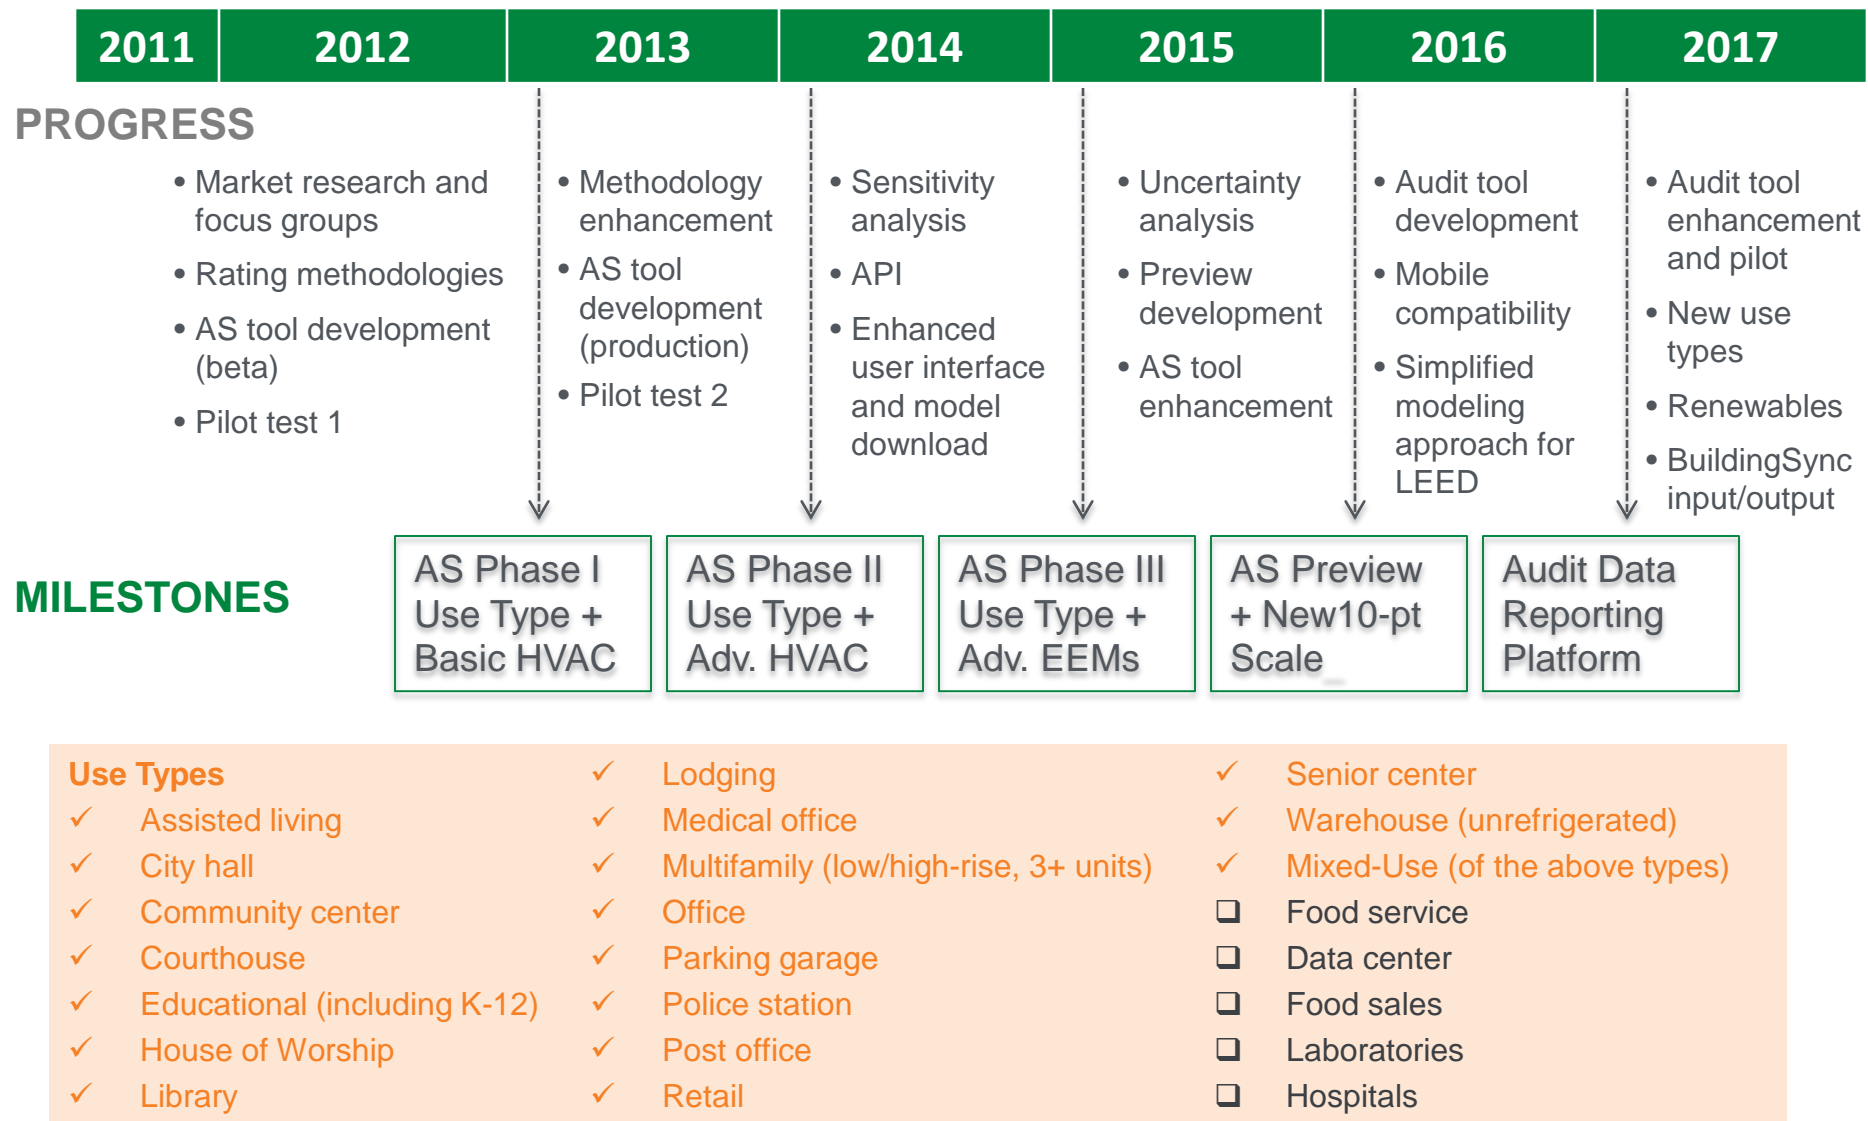 2011 2012 2013 2014 2015 2016 2017
PROGRESS
• Market research and
focus groups
• Rating methodologies
• AS tool development
(beta)
• Pilot test 1
• Methodology
enhancement
• AS tool
development
(production)
• Pilot test 2
• Sensitivity
analysis
• API
• Enhanced
user interface
and model
download
• Uncertainty
analysis
• Preview
development
• AS tool
enhancement
• Audit tool
development
• Mobile
compatibility
• Simplified
modeling
approach for
LEED
• Audit tool
enhancement
and pilot
• New use
types
• Renewables
• BuildingSync
input/output
MILESTONES
AS Phase I
Use Type +
Basic HVAC
AS Phase II
Use Type +
Adv. HVAC
AS Phase III
Use Type +
Adv. EEMs
AS Preview
+ New10-pt
Scale_
Audit Data
Reporting
Platform
Use Types
✓ Assisted living
✓ City hall
✓ Community center
✓ Courthouse
✓ Educational (including K-12)
✓ House of Worship
✓ Library
✓ Lodging
✓ Medical office
✓ Multifamily (low/high-rise, 3+ units)
✓ Office
✓ Parking garage
✓ Police station
✓ Post office
✓ Retail
✓ Senior center
✓ Warehouse (unrefrigerated)
✓ Mixed-Use (of the above types)
❑ Food service
❑ Data center
❑ Food sales
❑ Laboratories
❑ Hospitals